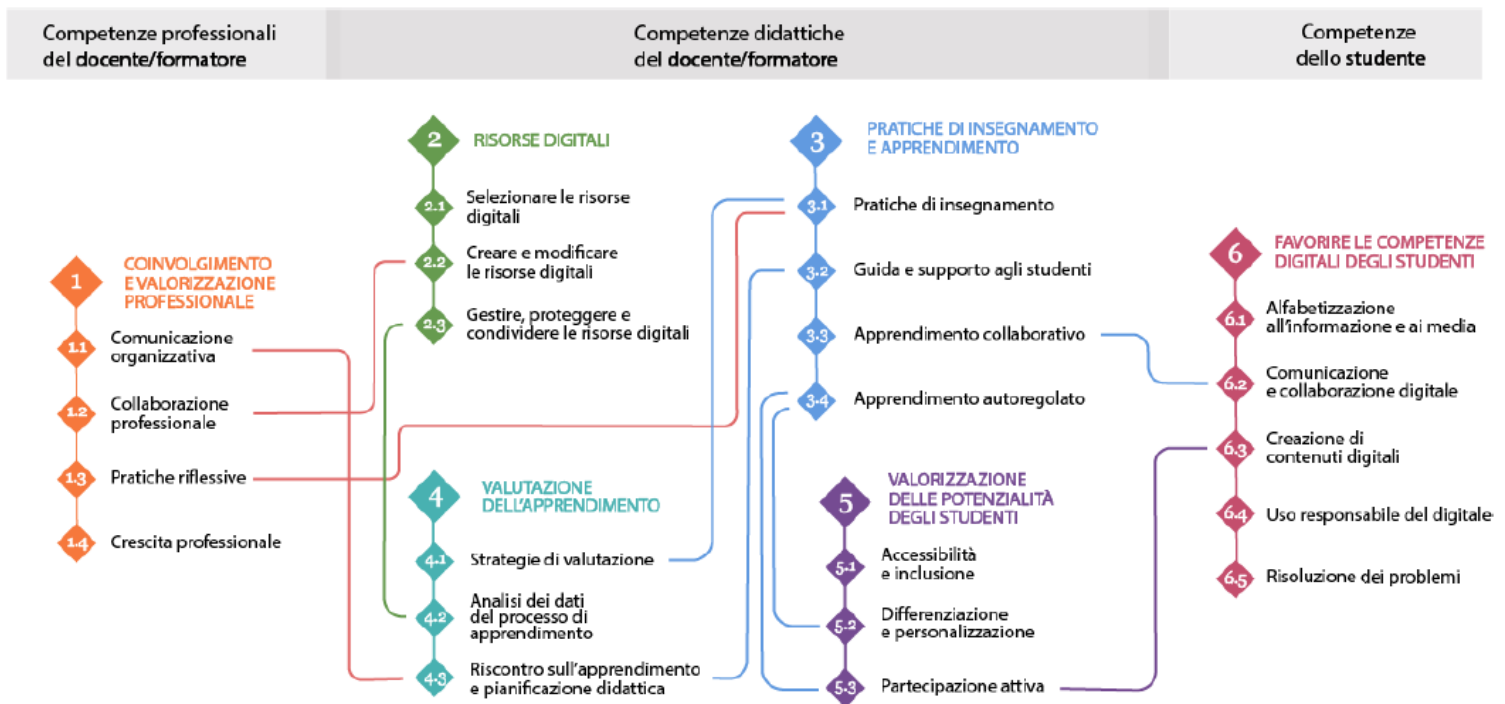 Competenze professionali
del docente/formatore
Competenze didattiche
del docente/formatore
Competenze
dello studente
1
COINVOLGIMENTO
E VALORIZZAZIONE
PROFESSIONALE
1.1
Comunicazione
organizzativa
1.2
Collaborazione
professionale
1.3
Pratiche riflessive
1.4
Crescita professionale
2
RISORSE DIGITALI
2.1
Selezionare le risorse
digitali
2.2
Creare e modificare
le risorse digitali
2.3
Gestire, proteggere e
condividere le risorse digitali
3
PRATICHE DI INSEGNAMENTO
E APPRENDIMENTO
3.1
Pratiche di insegnamento
3.2
Guida e supporto agli studenti
3.3
Apprendimento collaborativo
3.4
Apprendimento autoregolato
4
VALUTAZIONE
DELL'APPRENDIMENTO
4.1
Strategie di valutazione
4.2
Analisi dei dati
del processo di
apprendimento
4.3
Riscontro sull'apprendimento
e pianificazione didattica
5
VALORIZZAZIONE
DELLE POTENZIALITÀ
DEGLI STUDENTI
5.1
Accessibilità
e inclusione
5.2
Differenziazione
e personalizzazione
5.3
Partecipazione attiva
6
FAVORIRE LE COMPETENZE
DIGITALI DEGLI STUDENTI
6.1
Alfabetizzazione
all'informazione e ai media
6.2
Comunicazione
e collaborazione digitale
6.3
Creazione di
contenuti digitali
6.4
Uso responsabile del digitale
6.5
Risoluzione dei problemi